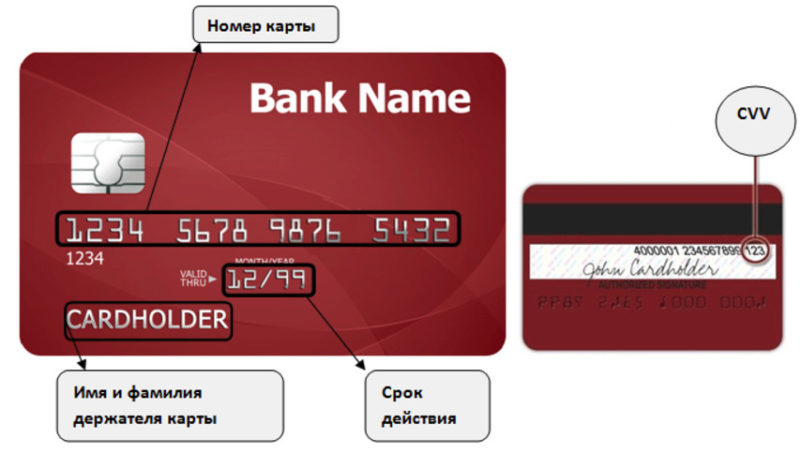 Номер карты
Bank Name
CVV
1234 5678 9876 5432
1234
MONTH/YEAR
VALID
THRU
12/99
CARDHOLDER
4000001 234567899 123
John Cardholder
AUTHORIZED SIGNATURE
Имя и фамилия
держателя карты
Срок
действия